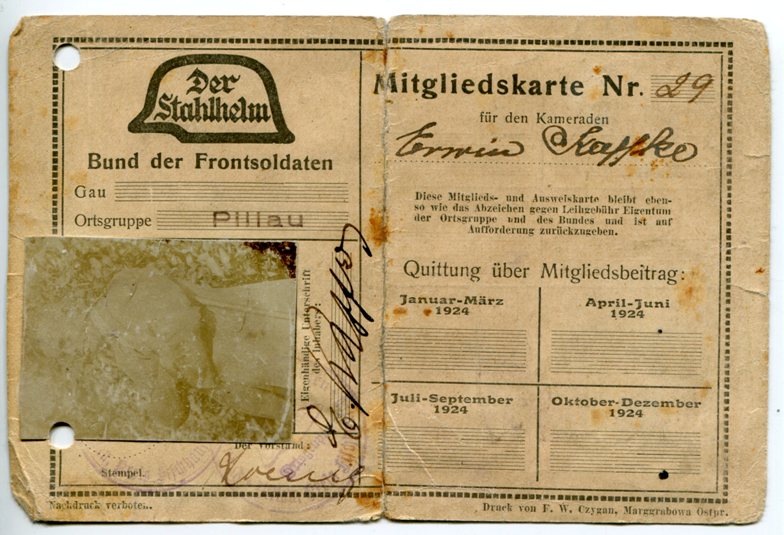 Der
Stahlhelm
Bund der Frontsoldaten
Gau
Ortsgruppe Pillau
Eigenhändige Unterschrift
des Inhabers:
Der Vorstand:
Stempel.
Nachdruck verboten.
Mitgliedskarte Nr. 29
für den Kameraden
Erwin
Diese Mitglieds- und Ausweiskarte bleibt eben-
so wie das Abzeichen gegen Leihgebühr Eigentum
der Ortsgruppe und des Bundes und ist auf
Aufforderung zurückzugeben.
Quittung über Mitgliedsbeitrag:
Januar-März
1924
April-Juni
1924
Juli-September
1924
Oktober-Dezember
1924
Druck von F. W. Czygan, Marggrabowa Ostpr.